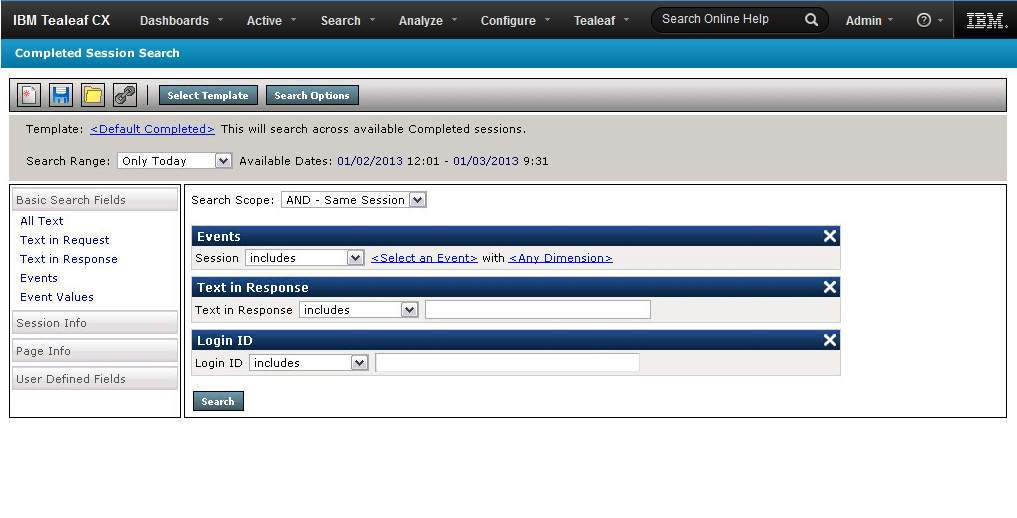 IBM Tealeaf CX Dashboards Active Search Analyze Configure Tealeaf Search Online Help Admin ? IBM.
Completed Session Search
Select Template Search Options
Template: <Default Completed> This will search across available Completed sessions.
Search Range: Only Today Available Dates: 01/02/2013 12:01 - 01/03/2013 9:31
Basic Search Fields
All Text
Text in Request
Text in Response
Events
Event Values
Session Info
Page Info
User Defined Fields
Search Scope: AND - Same Session
Events
Session includes <Select an Event> with <Any Dimension>
Text in Response
Text in Response includes
Login ID
Login ID includes
Search